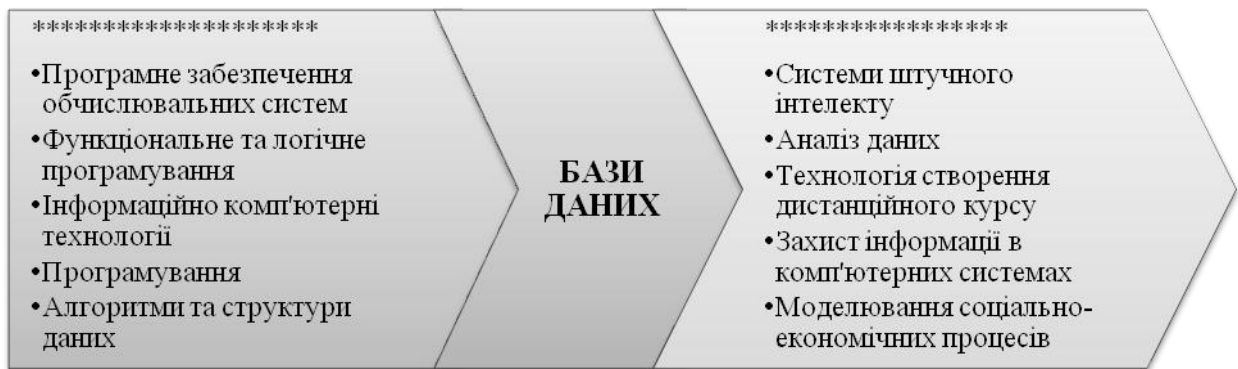 ********************
•Програмне забезпечення
обчислювальних систем
•Функціональне та логічне
програмування
•Інформаційно комп'ютерні
технології
•Програмування
•Алгоритми та структури
даних
БАЗИ
ДАНИХ
*****************
•Системи штучного
інтелекту
•Аналіз даних
•Технологія створення
дистанційного курсу
•Захист інформації в
комп'ютерних системах
•Моделювання соціально-
економічних процесів